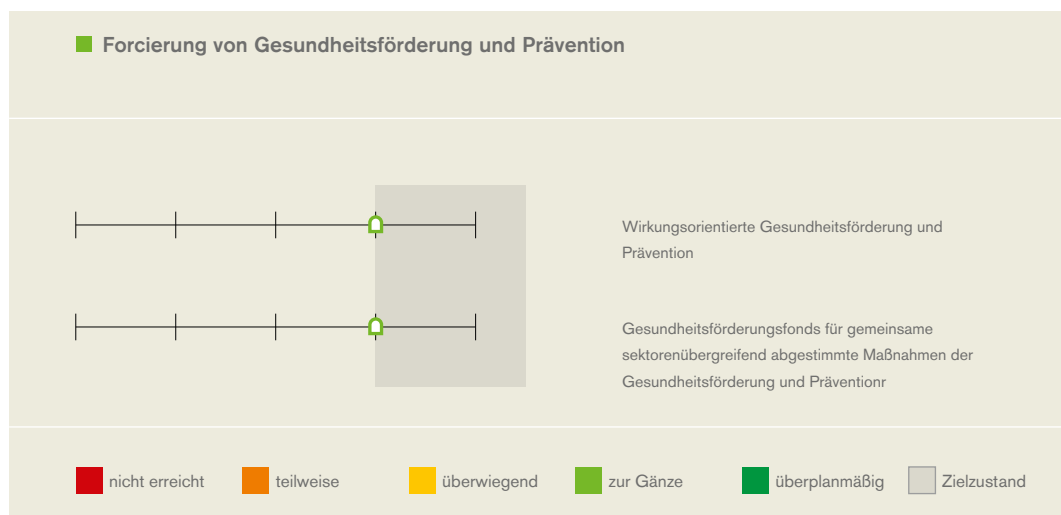 Forcierung von Gesundheitsförderung und Prävention
Wirkungsorientierte Gesundheitsförderung und
Prävention
Gesundheitsförderungsfonds für gemeinsame
sektorenübergreifend abgestimmte Maßnahmen der
Gesundheitsförderung und Präventionr
nicht erreicht teilweise überwiegend zur Gänze überplanmäßig Zielzustand